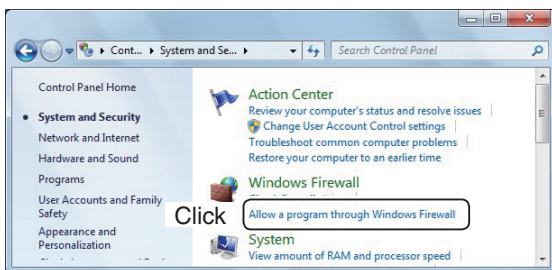 Cont... ▸ System and Se... ▸
Search Control Panel
Control Panel Home
System and Security
Network and Internet
Hardware and Sound
Programs
User Accounts and Family
Safety
Appearance and
Personalization
Action Center
Review your computer's status and resolve issues
Change User Account Control settings
Troubleshoot common computer problems
Restore your computer to an earlier time
Windows Firewall
Click
Allow a program through Windows Firewall
System
View amount of RAM and processor speed